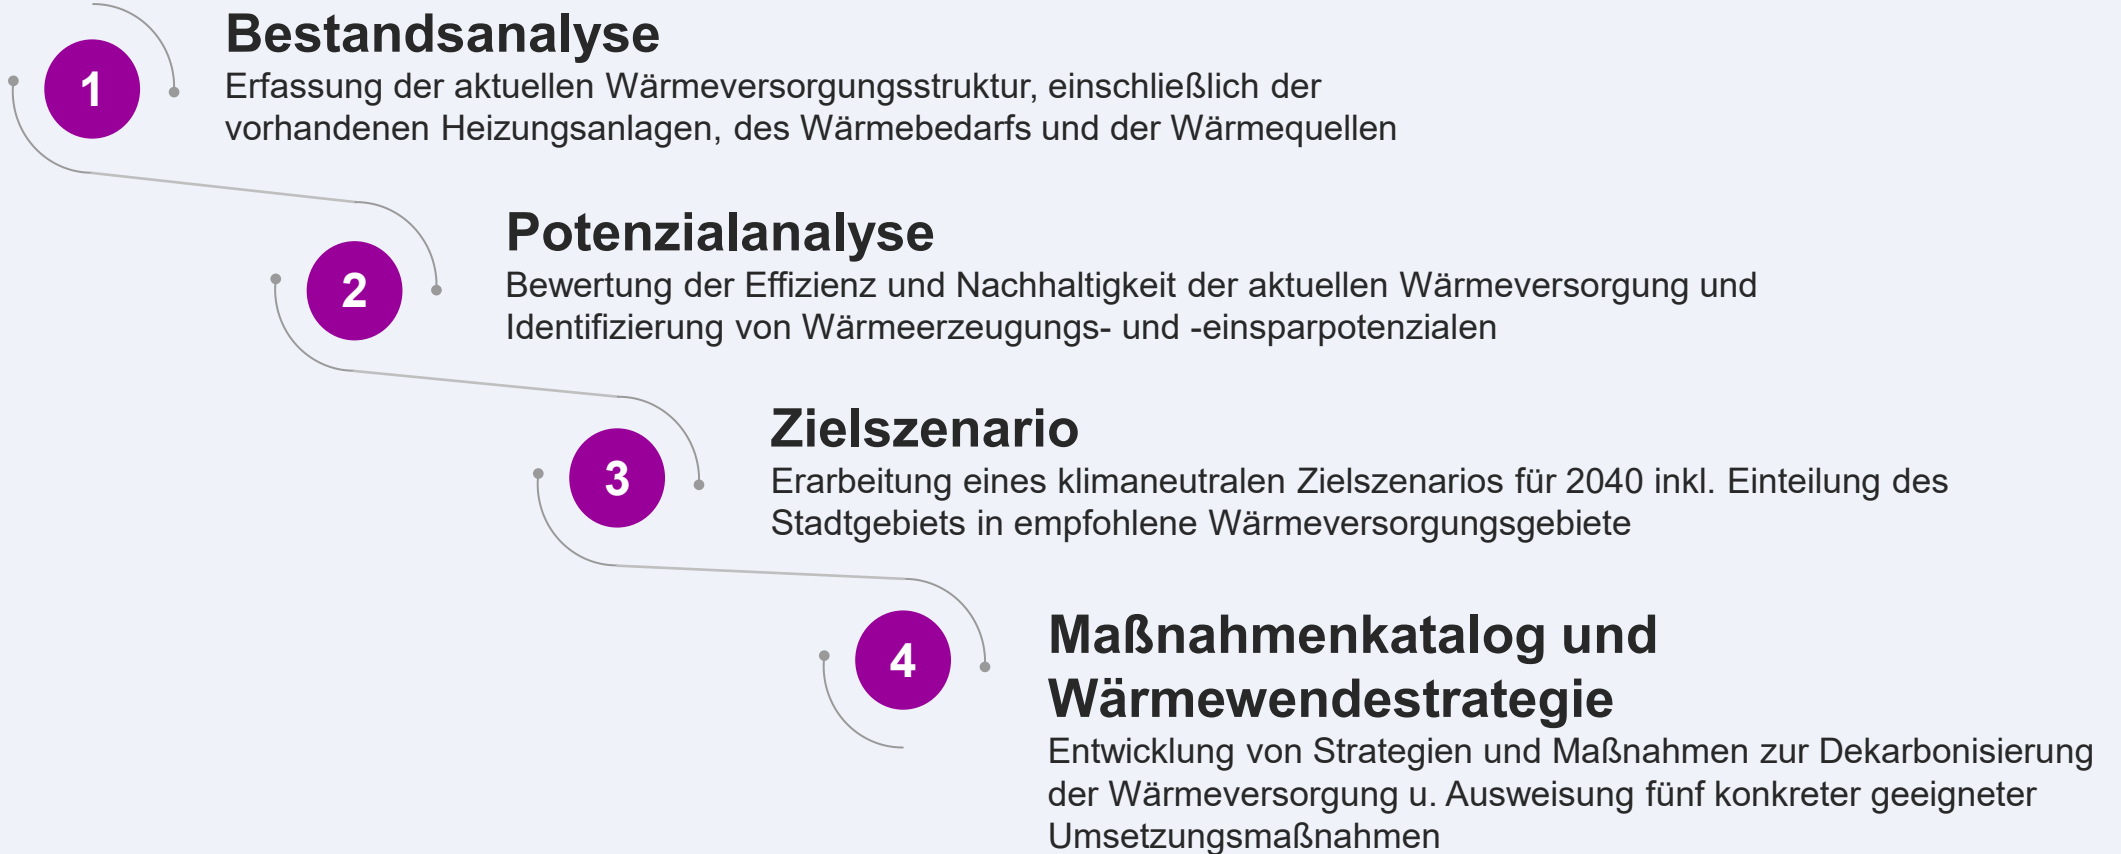 Bestandsanalyse
1
Erfassung der aktuellen Wärmeversorgungsstruktur, einschließlich der
vorhandenen Heizungsanlagen, des Wärmebedarfs und der Wärmequellen
Potenzialanalyse
2
Bewertung der Effizienz und Nachhaltigkeit der aktuellen Wärmeversorgung und
Identifizierung von Wärmeerzeugungs- und -einsparpotenzialen
Zielszenario
3
Erarbeitung eines klimaneutralen Zielszenarios für 2040 inkl. Einteilung des
Stadtgebiets in empfohlene Wärmeversorgungsgebiete
4
Maßnahmenkatalog und
Wärmewendestrategie
Entwicklung von Strategien und Maßnahmen zur Dekarbonisierung
der Wärmeversorgung u. Ausweisung fünf konkreter geeigneter
Umsetzungsmaßnahmen